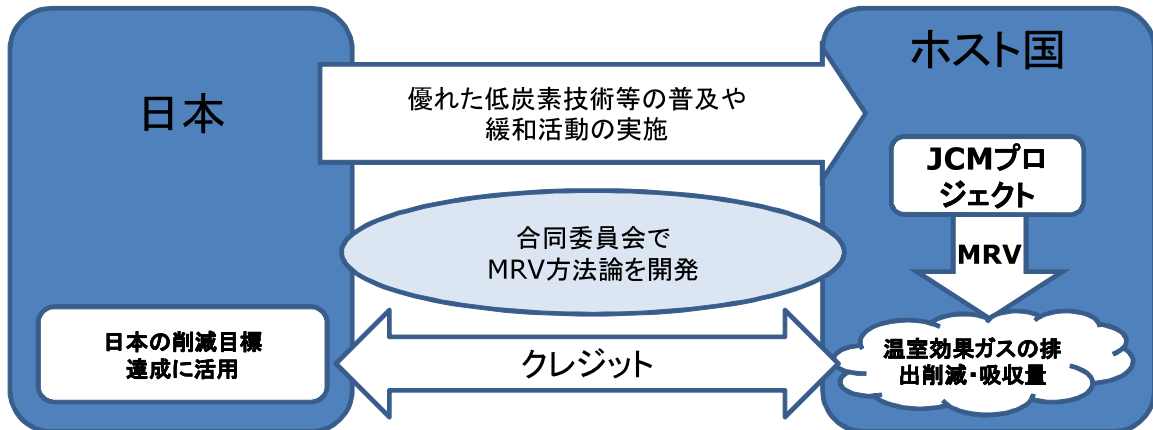 日本
優れた低炭素技術等の普及や
緩和活動の実施
ホスト国
JCMプロ
ジェクト
MRV
合同委員会で
MRV方法論を開発
日本の削減目標
達成に活用
クレジット
温室効果ガスの排
出削減・吸収量